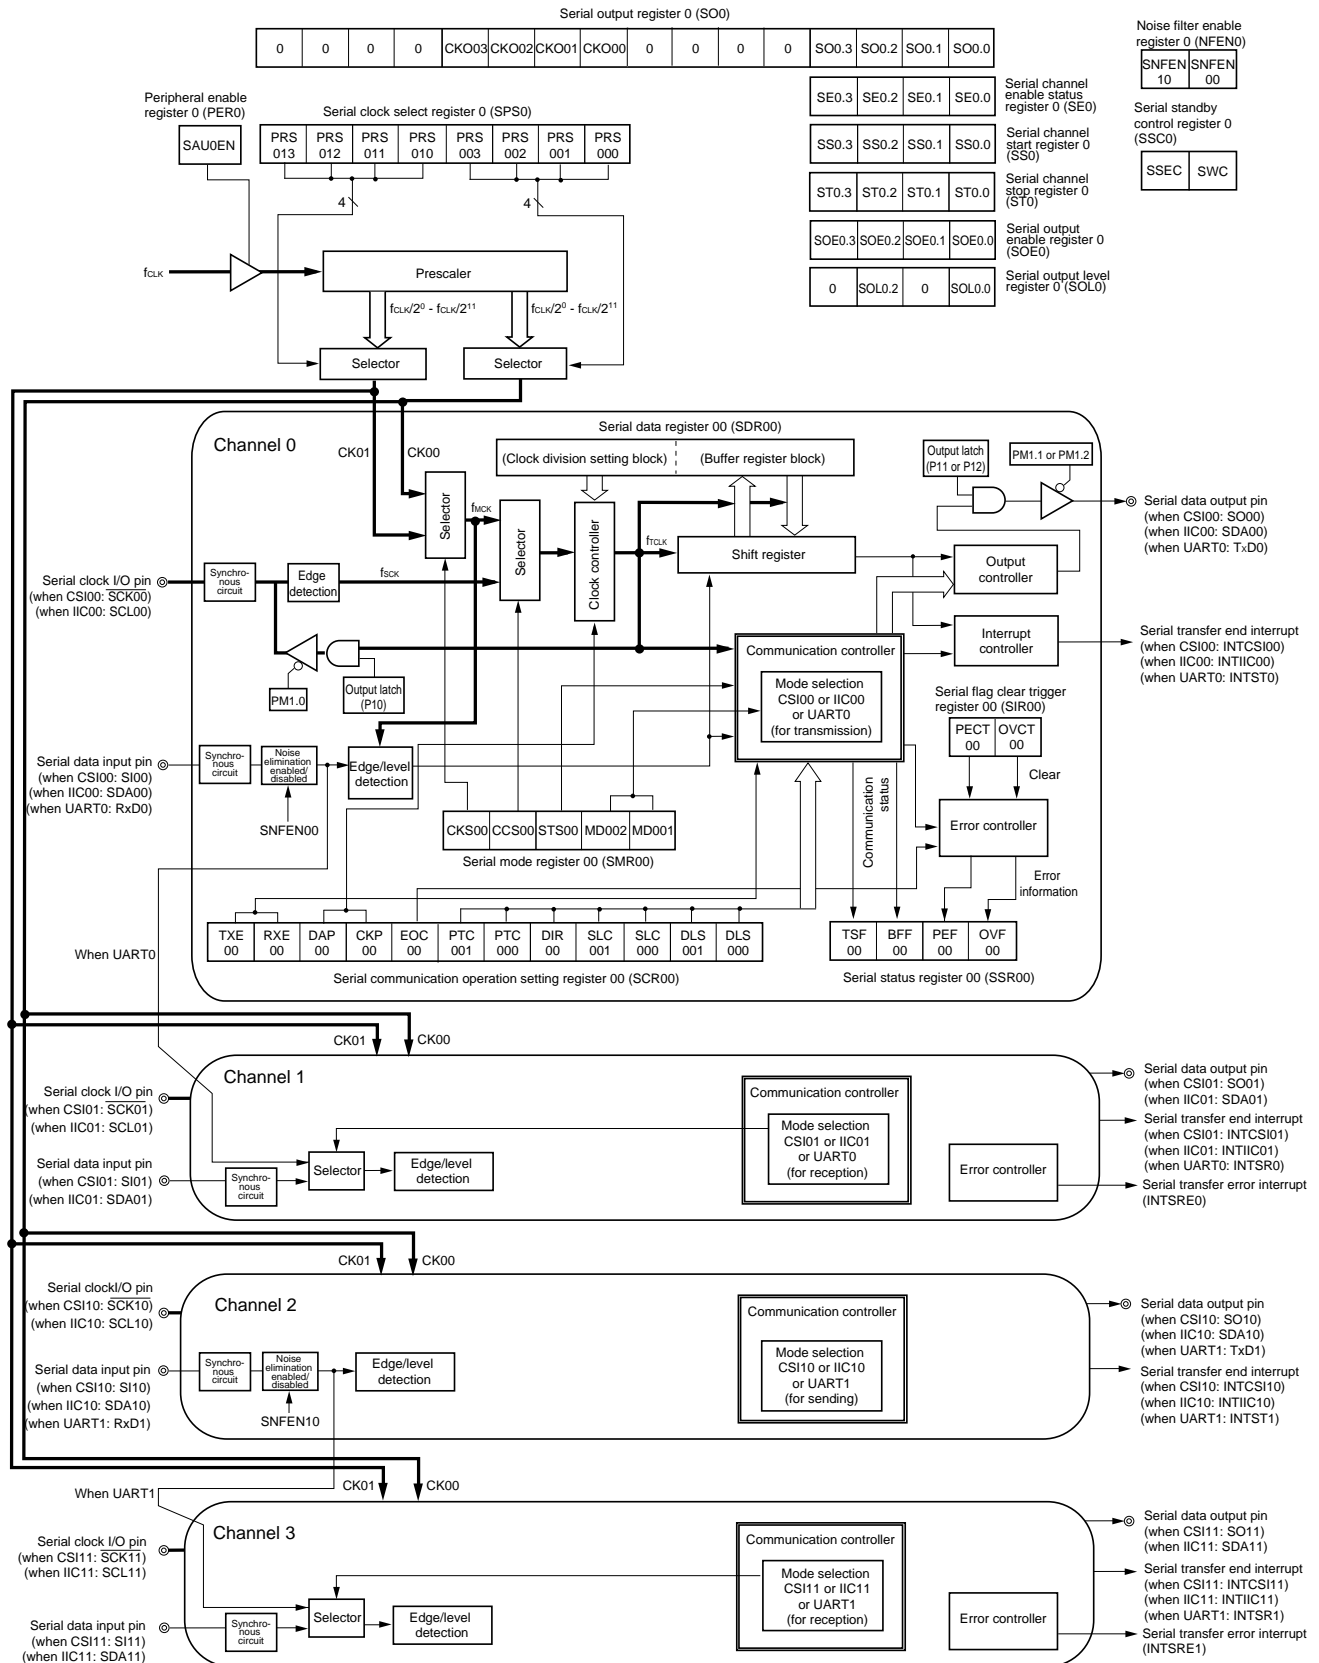 Serial output register 0 (SO0)
0 0 0 0 CKO03 CKO02 CKO01 CKO00 0 0 0 0 SO0.3 SO0.2 SO0.1 SO0.0
Noise filter enable
register 0 (NFEN0)
SNFEN
10
SNFEN
00
Peripheral enable
register 0 (PER0)
SAU0EN
Serial clock select register 0 (SPS0)
PRS
013
PRS
012
PRS
011
PRS
010
PRS
003
PRS
002
PRS
001
PRS
000
SE0.3 SE0.2 SE0.1 SE0.0
Serial channel
enable status
register 0 (SE0)
SS0.3 SS0.2 SS0.1 SS0.0
Serial channel
start register 0
(SS0)
Serial standby
control register 0
(SSC0)
SSEC SWC
ST0.3 ST0.2 ST0.1 ST0.0
Serial channel
stop register 0
(ST0)
4
4
SOE0.3 SOE0.2 SOE0.1 SOE0.0
Serial output
enable register 0
(SOE0)
0 SOL0.2 0 SOL0.0
Serial output level
register 0 (SOL0)
fCLK
Prescaler
fCLK/2⁰ - fCLK/2¹¹
fCLK/2⁰ - fCLK/2¹¹
Selector
Selector
Channel 0
CK01
CK00
Serial data register 00 (SDR00)
(Clock division setting block)
(Buffer register block)
Output latch
(P11 or P12)
PM1.1 or PM1.2
Selector
fMCK
Selector
Clock controller
fTCLK
Shift register
Output
controller
Serial data output pin
(when CSI00: SO00)
(when IIC00: SDA00)
(when UART0: TxD0)
Serial clock I/O pin
(when CSI00: SCK00)
(when IIC00: SCL00)
Synchro-
nous
circuit
Edge
detection
fSCK
PM1.0
Output latch
(P10)
Communication controller
Mode selection
CSI00 or IIC00
or UART0
(for transmission)
Interrupt
controller
Serial transfer end interrupt
(when CSI00: INTCSI00)
(when IIC00: INTIIC00)
(when UART0: INTST0)
Serial flag clear trigger
register 00 (SIR00)
PECT
00
OVCT
00
Clear
Serial data input pin
(when CSI00: SI00)
(when IIC00: SDA00)
(when UART0: RxD0)
Synchro-
nous
circuit
Noise
elimination
enabled/
disabled
Edge/level
detection
SNFEN00
CKS00 CCS00 STS00 MD002 MD001
Serial mode register 00 (SMR00)
Communication
status
Error controller
Error
information
When UART0
TXE
00
RXE
00
DAP
00
CKP
00
EOC
00
PTC
001
PTC
000
DIR
00
SLC
001
SLC
000
DLS
001
DLS
000
Serial communication operation setting register 00 (SCR00)
TSF
00
BFF
00
PEF
00
OVF
00
Serial status register 00 (SSR00)
CK01
CK00
Channel 1
Serial clock I/O pin
(when CSI01: SCK01)
(when IIC01: SCL01)
Serial data input pin
(when CSI01: SI01)
(when IIC01: SDA01)
Synchro-
nous
circuit
Selector
Edge/level
detection
Communication controller
Mode selection
CSI01 or IIC01
or UART0
(for reception)
Error controller
Serial data output pin
(when CSI01: SO01)
(when IIC01: SDA01)
Serial transfer end interrupt
(when CSI01: INTCSI01)
(when IIC01: INTIIC01)
(when UART0: INTSR0)
Serial transfer error interrupt
(INTSRE0)
CK01
CK00
Channel 2
Serial clockI/O pin
(when CSI10: SCK10)
(when IIC10: SCL10)
Serial data input pin
(when CSI10: SI10)
(when IIC10: SDA10)
(when UART1: RxD1)
Synchro-
nous
circuit
Noise
elimination
enabled/
disabled
SNFEN10
Edge/level
detection
Communication controller
Mode selection
CSI10 or IIC10
or UART1
(for sending)
Serial data output pin
(when CSI10: SO10)
(when IIC10: SDA10)
(when UART1: TxD1)
Serial transfer end interrupt
(when CSI10: INTCSI10)
(when IIC10: INTIIC10)
(when UART1: INTST1)
When UART1
CK01
CK00
Channel 3
Serial clock I/O pin
(when CSI11: SCK11)
(when IIC11: SCL11)
Serial data input pin
(when CSI11: SI11)
(when IIC11: SDA11)
Synchro-
nous
circuit
Selector
Edge/level
detection
Communication controller
Mode selection
CSI11 or IIC11
or UART1
(for reception)
Error controller
Serial data output pin
(when CSI11: SO11)
(when IIC11: SDA11)
Serial transfer end interrupt
(when CSI11: INTCSI11)
(when IIC11: INTIIC11)
(when UART1: INTSR1)
Serial transfer error interrupt
(INTSRE1)